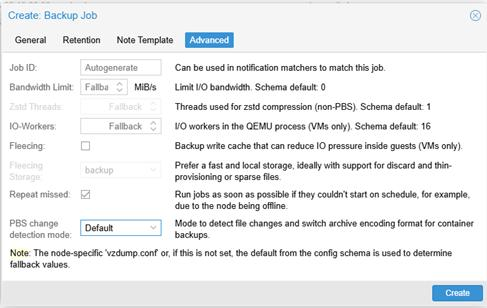 Create: Backup Job
General Retention Note Template Advanced
Job ID: Autogenerate Can be used in notification matchers to match this job.
Bandwidth Limit: Fallba MiB/s Limit I/O bandwidth. Schema default: 0
Zstd Threads: Fallback Threads used for zstd compression (non-PBS). Schema default: 1
IO-Workers: Fallback I/O workers in the QEMU process (VMs only). Schema default: 16
Fleecing: Backup write cache that can reduce IO pressure inside guests (VMs only).
Fleecing Storage: backup Prefer a fast and local storage, ideally with support for discard and thin-
provisioning or sparse files.
Repeat missed: Run jobs as soon as possible if they couldn't start on schedule, for example,
due to the node being offline.
PBS change detection mode: Default Mode to detect file changes and switch archive encoding format for container
backups.
Note: The node-specific 'vzdump.conf' or, if this is not set, the default from the config schema is used to determine
fallback values.
Create